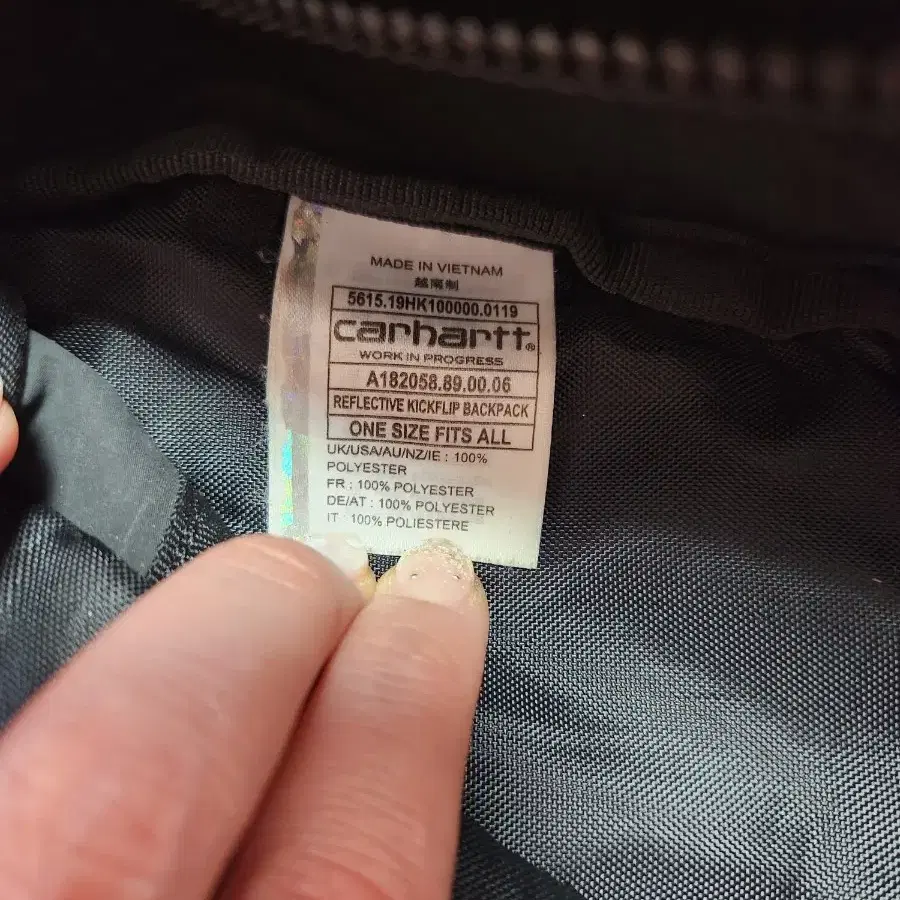 MADE IN VIETNAM
越南制
5615.19HK100000.0119
carhartt®
WORK IN PROGRESS
A182058.89.00.06
REFLECTIVE KICKFLIP BACKPACK
ONE SIZE FITS ALL
UK/USA/AU/NZ/IE : 100%
POLYESTER
FR : 100% POLYESTER
DE/AT : 100% POLYESTER
IT : 100% POLIESTERE